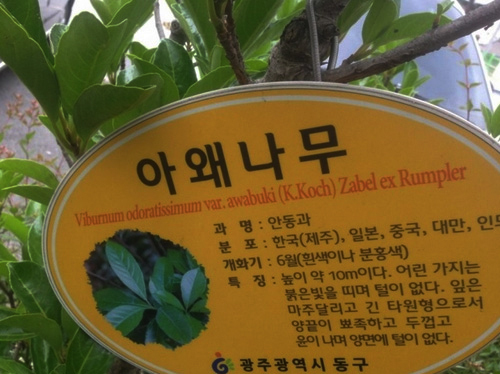 아왜나무
Viburnum odoratissimum var. awabuki (K.Koch) Zabel ex Rumpler
과 명 : 안동과
분 포 : 한국(제주), 일본, 중국, 대만, 인도
개화기 : 6월(흰색이나 분홍색)
특 징 : 높이 약 10m이다. 어린 가지는
붉은빛을 띠며 털이 없다. 잎은
마주달리고 긴 타원형으로서
양끝이 뾰족하고 두껍고
윤이 나며 양면에 털이 없다.
광주광역시 동구